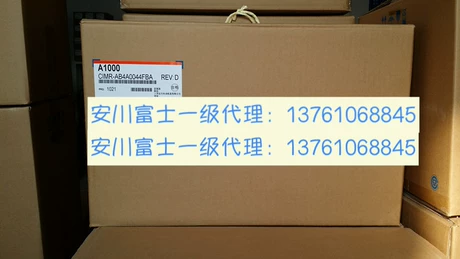 A1000
CIMR-AB4A0044FBA REV. D
PRG: 1021
安川富士一级代理：13761068845
安川富士一级代理：13761068845